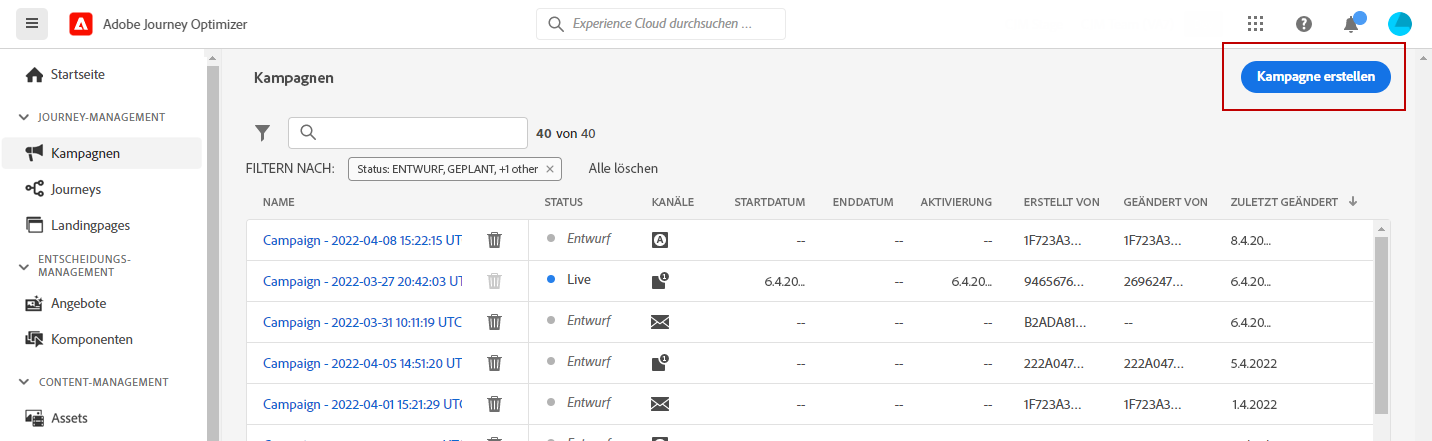 Adobe Journey Optimizer
Experience Cloud durchsuchen ...
Startseite
JOURNEY-MANAGEMENT
Kampagnen
Journeys
Landingpages
ENTSCHEIDUNGS-
MANAGEMENT
Angebote
Komponenten
CONTENT-MANAGEMENT
Assets
Kampagnen
Kampagne erstellen
40 von 40
FILTERN NACH: Status: ENTWURF, GEPLANT, +1 other × Alle löschen
NAME STATUS KANÄLE STARTDATUM ENDDATUM AKTIVIERUNG ERSTELLT VON GEÄNDERT VON ZULETZT GEÄNDERT
Campaign - 2022-04-08 15:22:15 UT Entwurf -- -- -- 1F723A3... 1F723A3... 8.4.20...
Campaign - 2022-03-27 20:42:03 UT Live 6.4.20... -- 6.4.20... 9465676... 2696247... 6.4.20...
Campaign - 2022-03-31 10:11:19 UTC Entwurf -- -- -- B2ADA81... -- 6.4.20...
Campaign - 2022-04-05 14:51:20 UT Entwurf -- -- -- 222A047... 222A047... 5.4.2022
Campaign - 2022-04-01 15:21:29 UTC Entwurf -- -- -- 1F723A3... 1F723A3... 1.4.2022